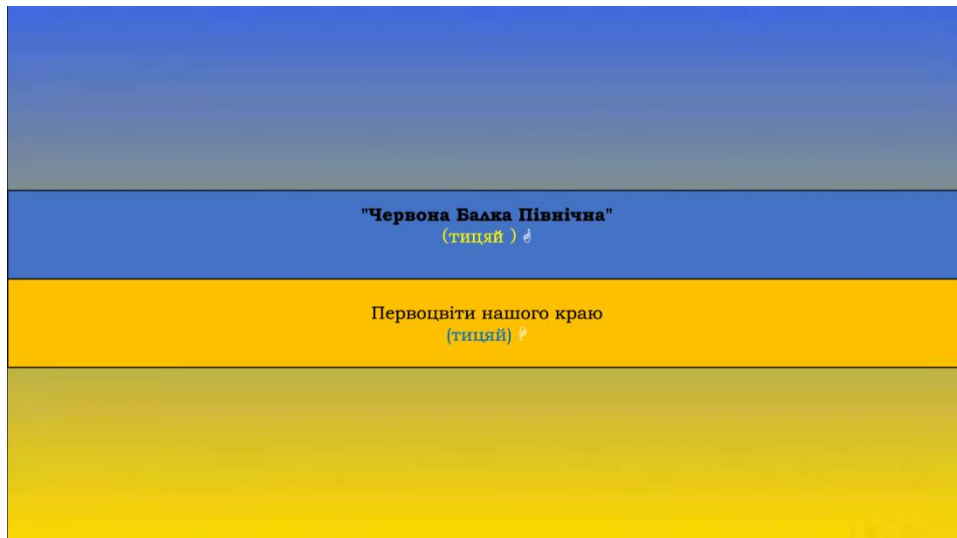 "Червона Балка Північна"
(тицяй ) ☝
Первоцвіти нашого краю
(тицяй)